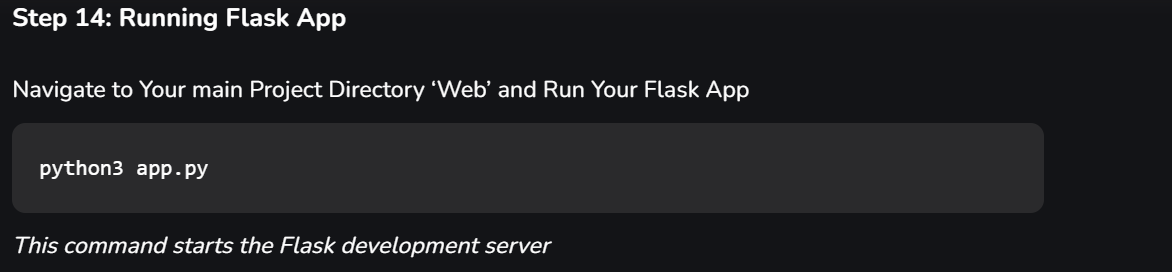 Step 14: Running Flask App
Navigate to Your main Project Directory ‘Web’ and Run Your Flask App
python3 app.py
This command starts the Flask development server